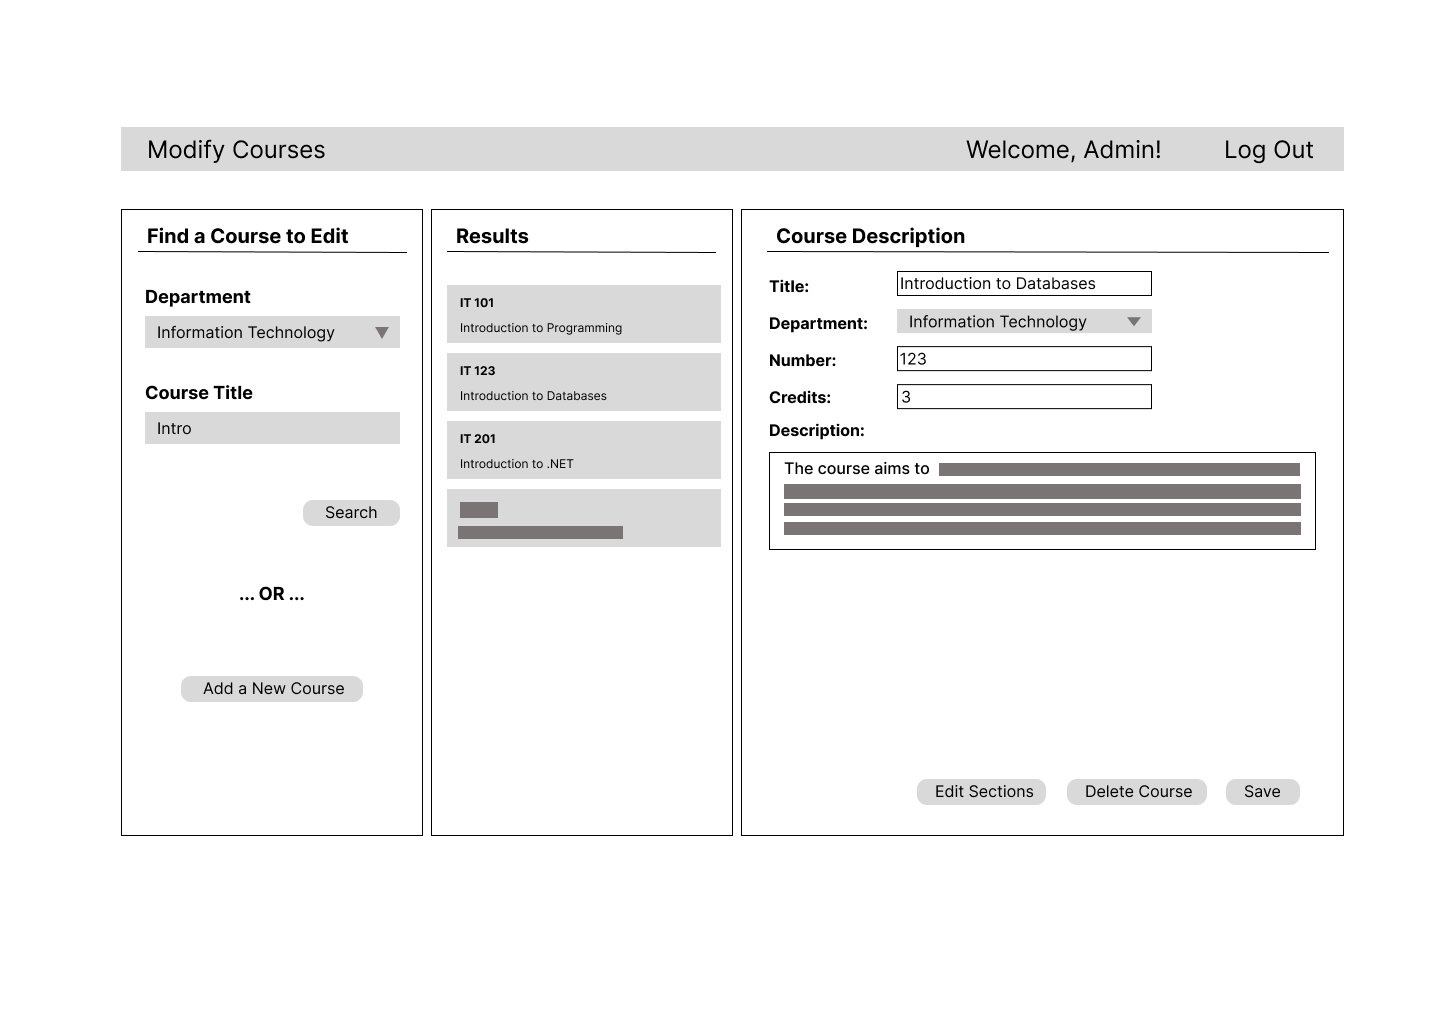 Modify Courses
Welcome, Admin!
Log Out
Find a Course to Edit
Department
Information Technology
Course Title
Intro
Search
... OR ...
Add a New Course
Results
IT 101
Introduction to Programming
IT 123
Introduction to Databases
IT 201
Introduction to .NET
Course Description
Title: Introduction to Databases
Department: Information Technology
Number: 123
Credits: 3
Description:
The course aims to
Edit Sections
Delete Course
Save